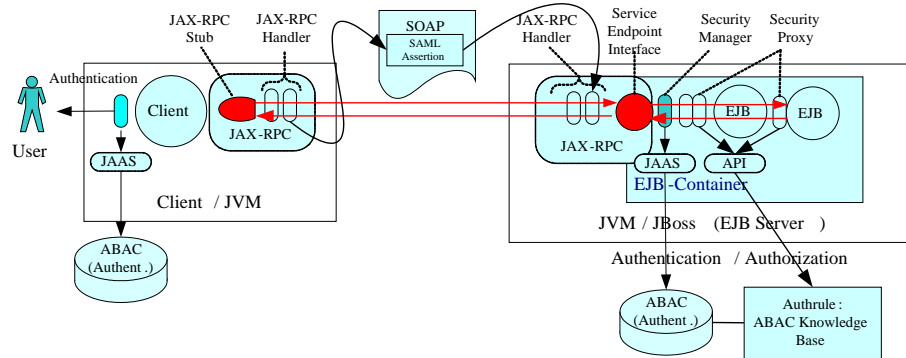 JAX-RPC
Stub
JAX-RPC
Handler
SOAP
SAML
Assertion
JAX-RPC
Handler
Service
Endpoint
Interface
Security
Manager
Security
Proxy
Authentication
Client
JAX-RPC
User
JAAS
Client / JVM
ABAC
(Authent .)
EJB
EJB
JAX-RPC
JAAS
API
EJB -Container
JVM / JBoss (EJB Server )
Authentication / Authorization
ABAC
(Authent .)
Authrule :
ABAC Knowledge
Base